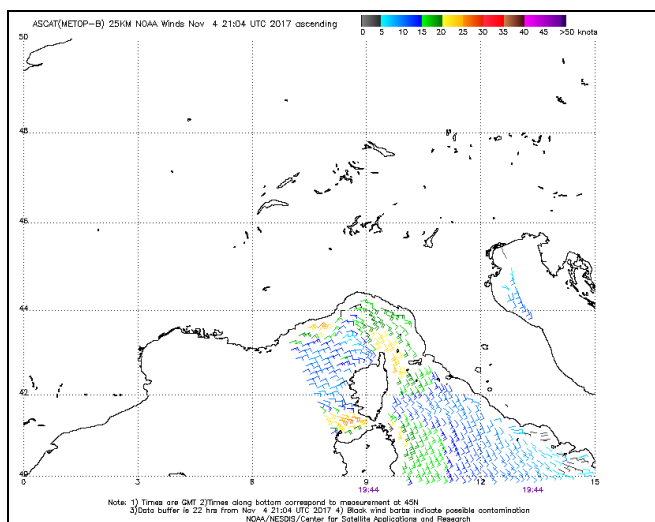 ASCAT(METOP-B) 25KM NOAA Winds Nov 4 21:04 UTC 2017 ascending
0 5 10 15 20 25 30 35 40 45 >50 knots
50
48
46
44
42
40
0 3 6 9 12 15
19:44 19:44
Note: 1) Times are GMT 2)Times along bottom correspond to measurement at 45N
3)Data buffer is 22 hrs from Nov 4 21:04 UTC 2017 4) Black wind barbs indicate possible contamination
NOAA/NESDIS/Center for Satellite Applications and Research